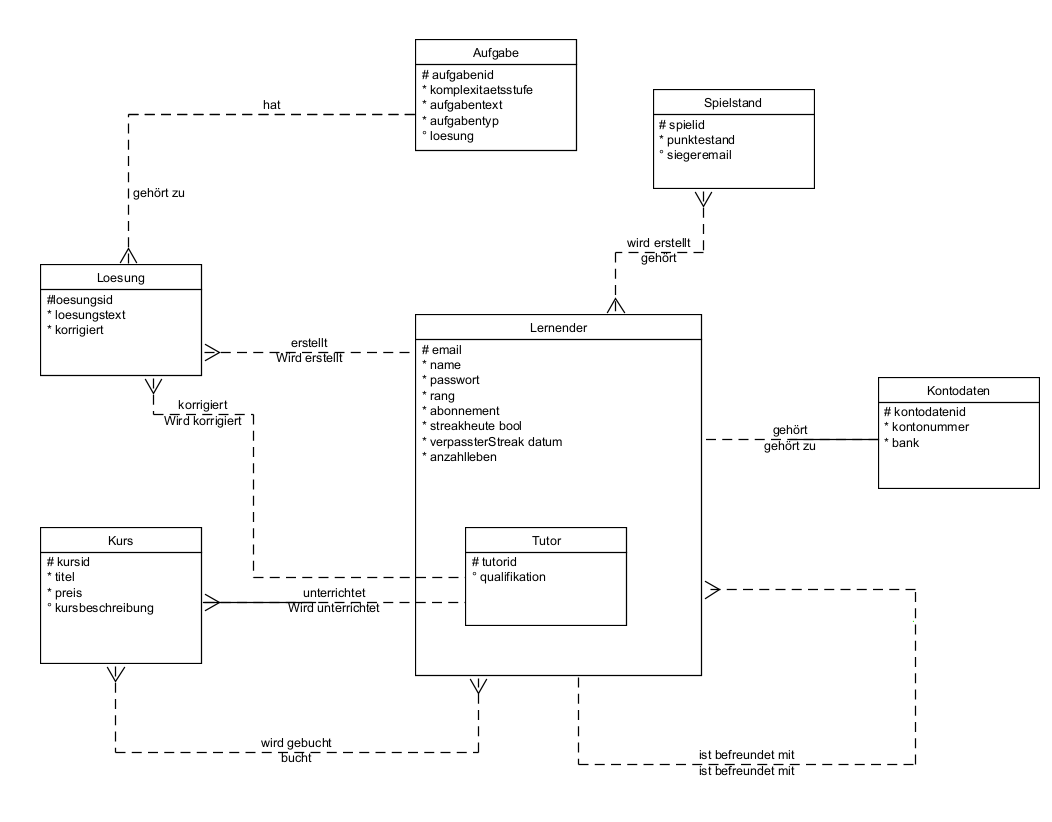 Aufgabe
# aufgabenid
* komplexitaetsstufe
* aufgabentext
* aufgabentyp
° loesung
hat
gehört zu
Spielstand
# spielid
* punktestand
° siegeremail
wird erstellt
gehört
Loesung
#loesungsid
* loesungstext
* korrigiert
erstellt
Wird erstellt
korrigiert
Wird korrigiert
Lernender
# email
* name
* passwort
* rang
* abonnement
* streakheute bool
* verpassterStreak datum
* anzahlleben
Kontodaten
# kontodatenid
* kontonummer
* bank
gehört
gehört zu
Kurs
# kursid
* titel
* preis
° kursbeschreibung
unterrichtet
Wird unterrichtet
Tutor
# tutorid
° qualifikation
wird gebucht
bucht
ist befreundet mit
ist befreundet mit